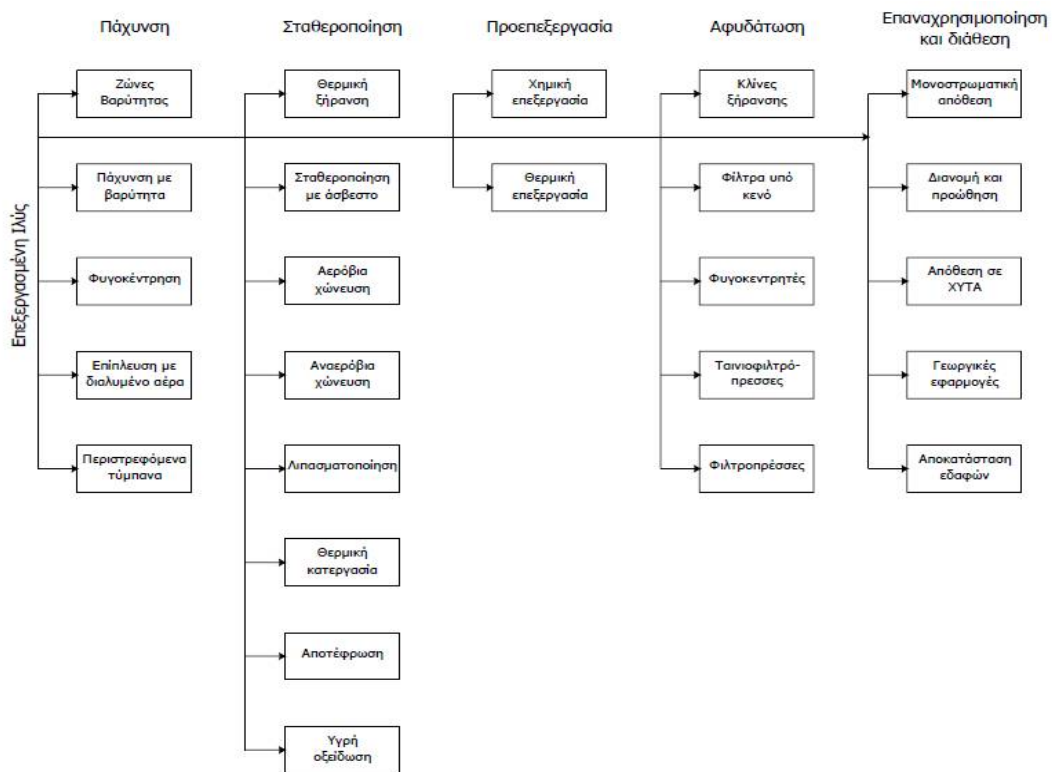 Πάχυνση
Σταθεροποίηση
Προεπεξεργασία
Αφυδάτωση
Επαναχρησιμοποίηση
και διάθεση
Επεξεργασμένη Ιλύς
Ζώνες
Βαρύτητας
Πάχυνση με
βαρύτητα
Φυγοκέντρηση
Επίπλευση με
διαλυμένο αέρα
Περιστρεφόμενα
τύμπανα
Θερμική
ξήρανση
Σταθεροποίηση
με άσβεστο
Αερόβια
χώνευση
Αναερόβια
χώνευση
Λιπασματοποίηση
Θερμική
κατεργασία
Αποτέφρωση
Υγρή
οξείδωση
Χημική
επεξεργασία
Θερμική
επεξεργασία
Κλίνες
ξήρανσης
Φίλτρα υπό
κενό
Φυγοκεντρητές
Ταινιοφιλτρό-
πρεσσες
Φιλτροπρέσσες
Μονοστρωματική
απόθεση
Διανομή και
προώθηση
Απόθεση σε
ΧΥΤΑ
Γεωργικές
εφαρμογές
Αποκατάσταση
εδαφών